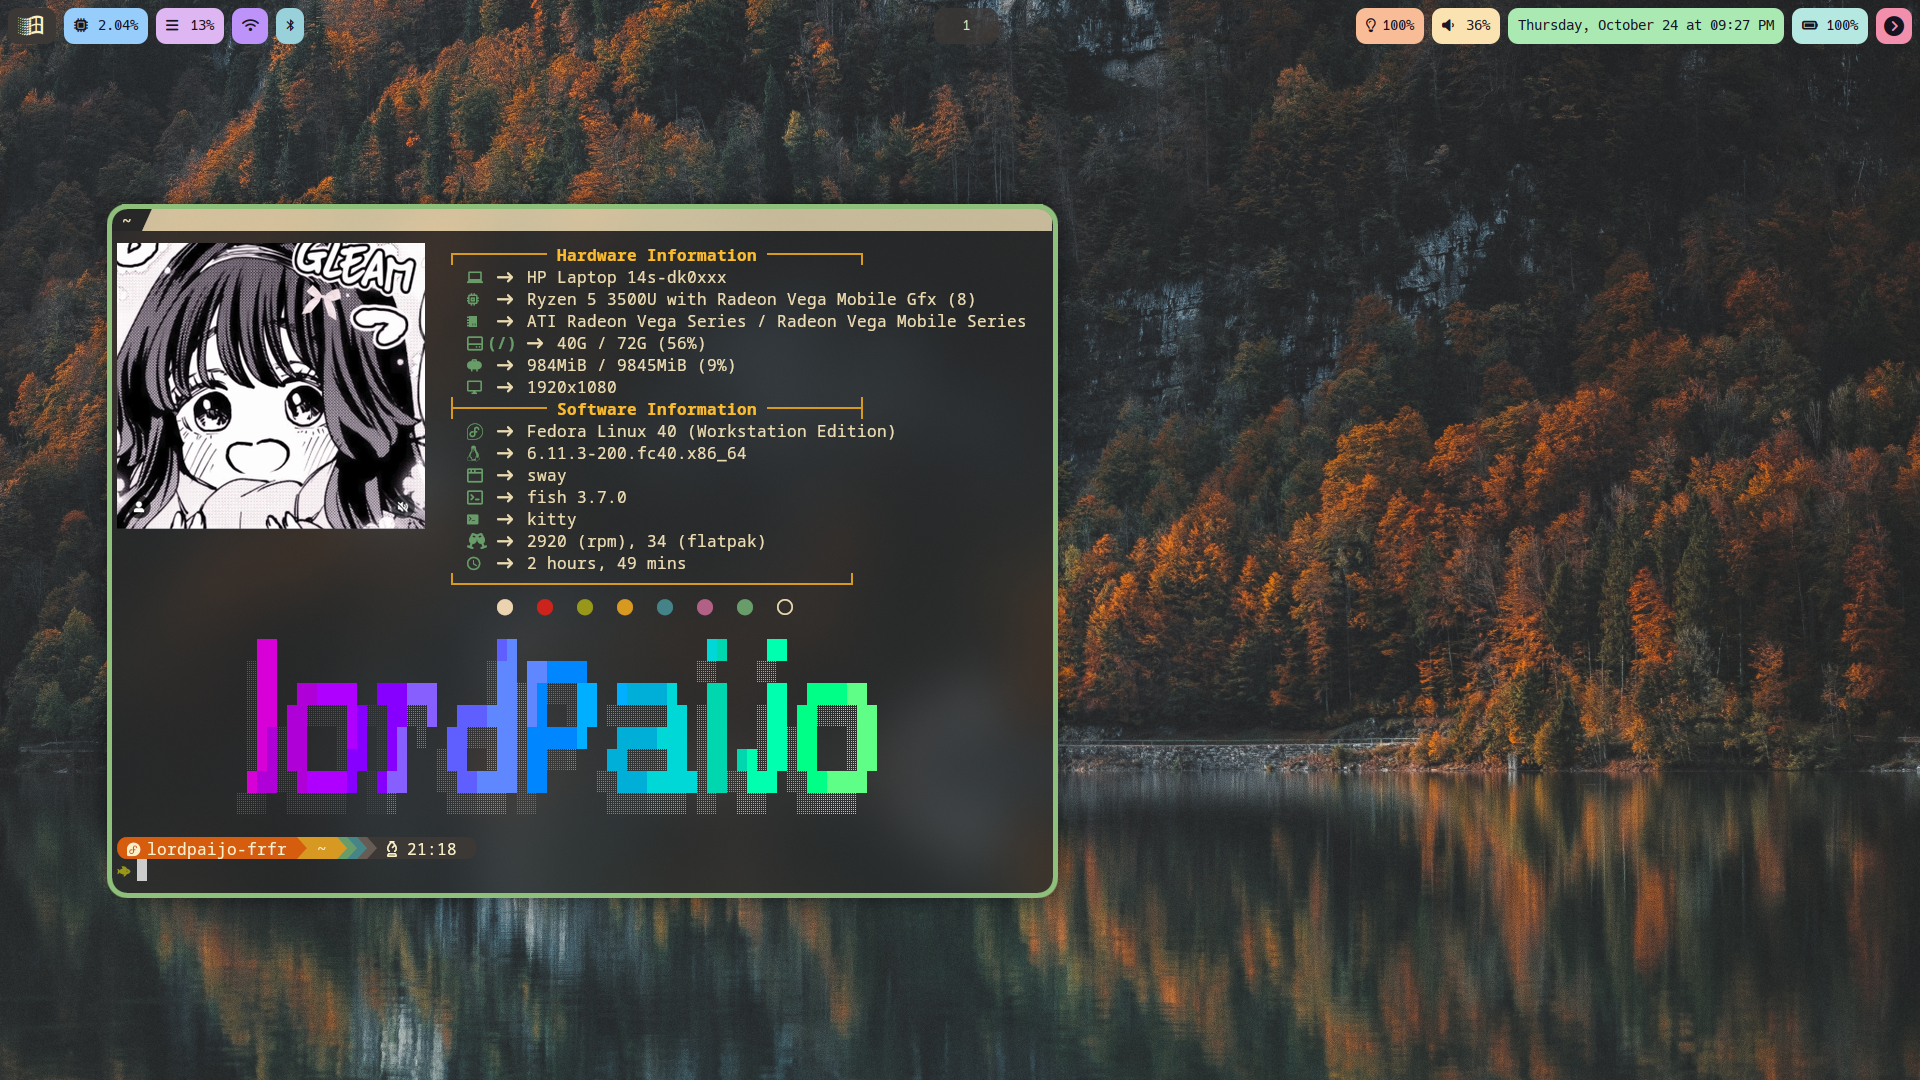 2.04%
13%
1
100%
36%
Thursday, October 24 at 09:27 PM
100%
~
GLEAM
Hardware Information
HP Laptop 14s-dk0xxx
Ryzen 5 3500U with Radeon Vega Mobile Gfx (8)
ATI Radeon Vega Series / Radeon Vega Mobile Series
(/) → 40G / 72G (56%)
984MiB / 9845MiB (9%)
1920x1080
Software Information
Fedora Linux 40 (Workstation Edition)
6.11.3-200.fc40.x86_64
sway
fish 3.7.0
kitty
2920 (rpm), 34 (flatpak)
2 hours, 49 mins
lordpaijo
lordpaijo-frfr ~ 21:18